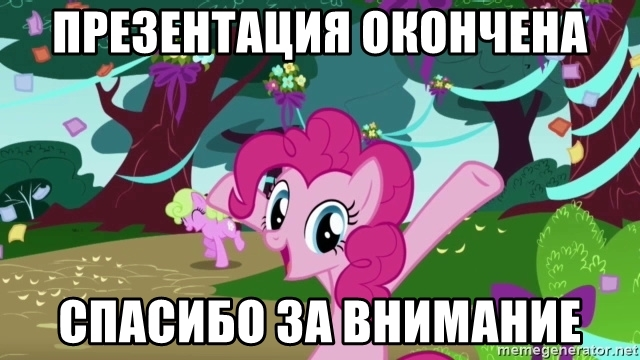 ПРЕЗЕНТАЦИЯ ОКОНЧЕНА
СПАСИБО ЗА ВНИМАНИЕ
memegenerator.net